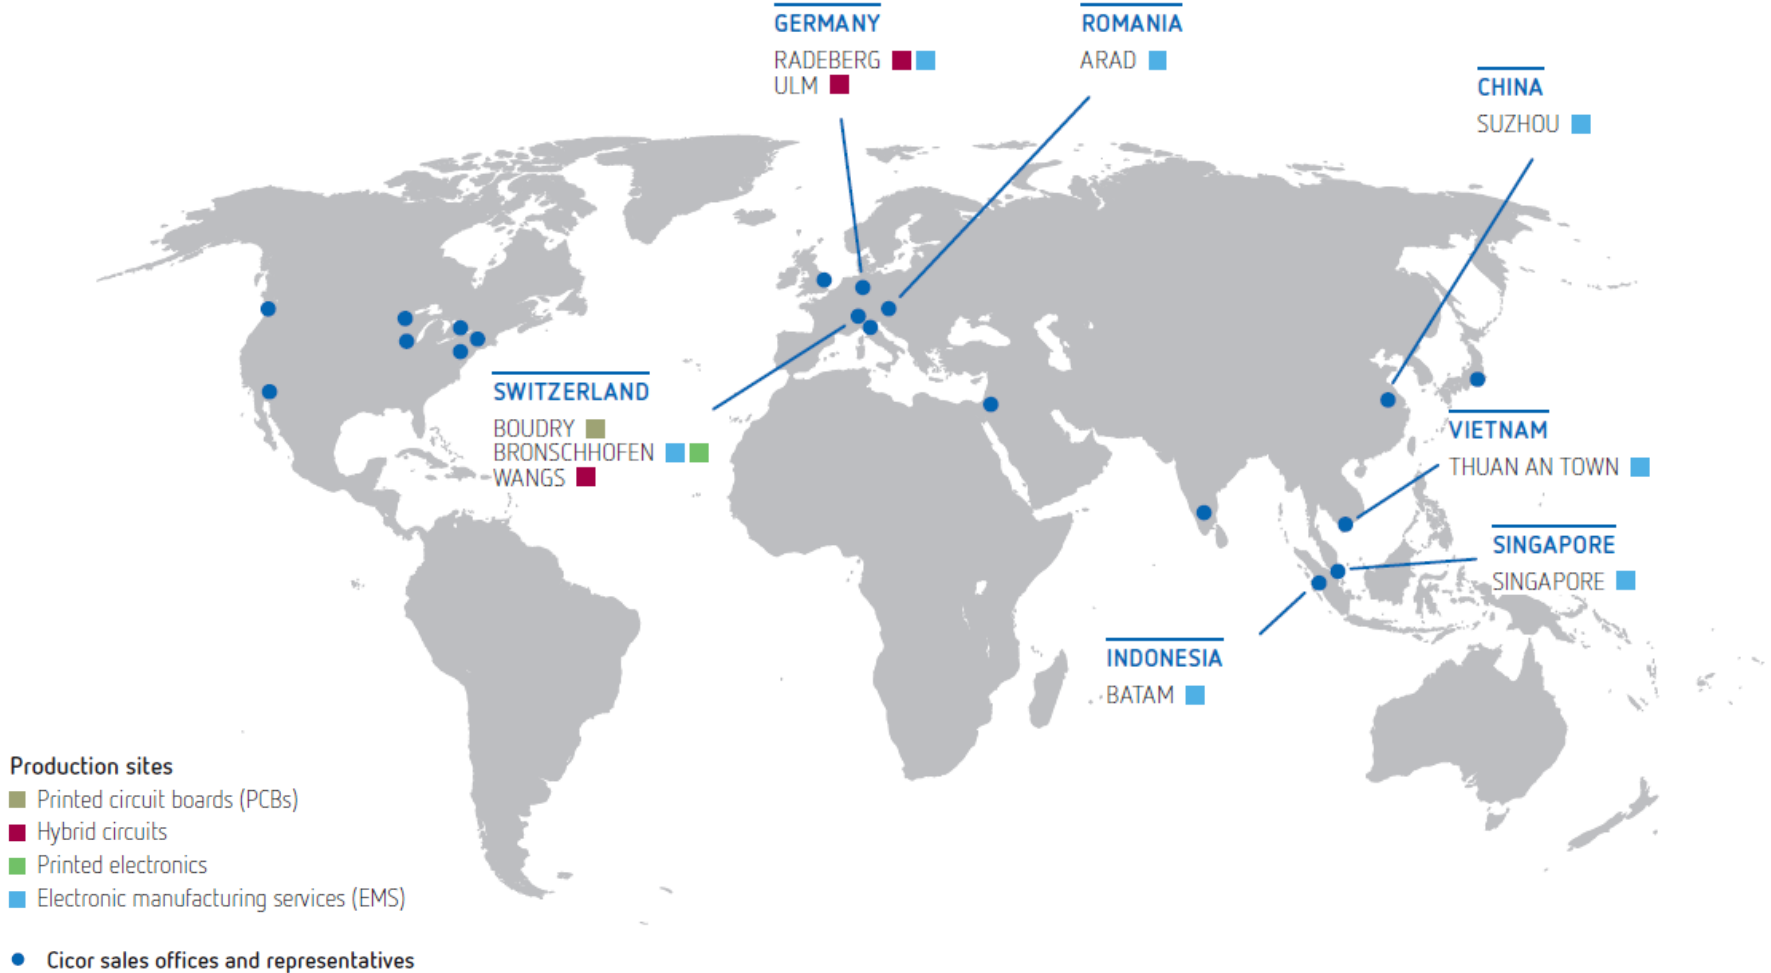 GERMANY
RADEBERG
ULM
ROMANIA
ARAD
CHINA
SUZHOU
SWITZERLAND
BOUDRY
BRONSCHHOFEN
WANGS
VIETNAM
THUAN AN TOWN
SINGAPORE
SINGAPORE
INDONESIA
BATAM
Production sites
Printed circuit boards (PCBs)
Hybrid circuits
Printed electronics
Electronic manufacturing services (EMS)
Cicor sales offices and representatives